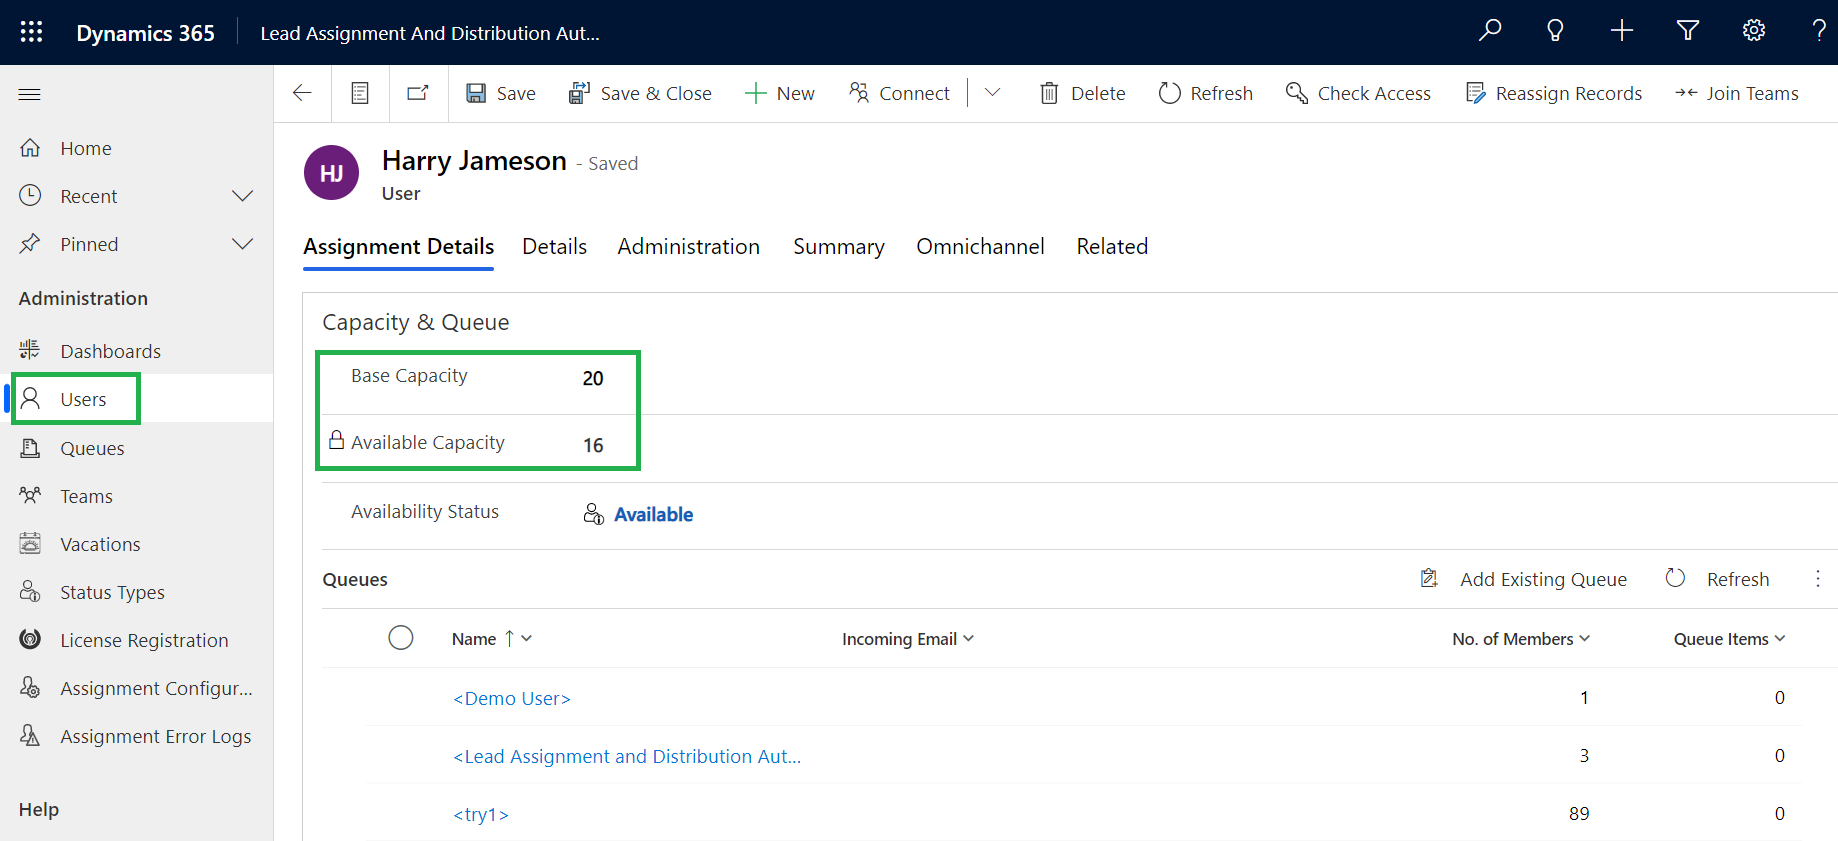 Dynamics 365
Lead Assignment And Distribution Aut...
?
Save
Save & Close
New
Connect
Delete
Refresh
Check Access
Reassign Records
Join Teams
Home
Recent
Pinned
Administration
Dashboards
Users
Queues
Teams
Vacations
Status Types
License Registration
Assignment Configur...
Assignment Error Logs
Help
HJ
Harry Jameson - Saved
User
Assignment Details
Details
Administration
Summary
Omnichannel
Related
Capacity & Queue
Base Capacity 20
Available Capacity 16
Availability Status Available
Queues
Add Existing Queue
Refresh
Name ↑ Incoming Email No. of Members Queue Items
<Demo User> 1 0
<Lead Assignment and Distribution Aut... 3 0
<try1> 89 0